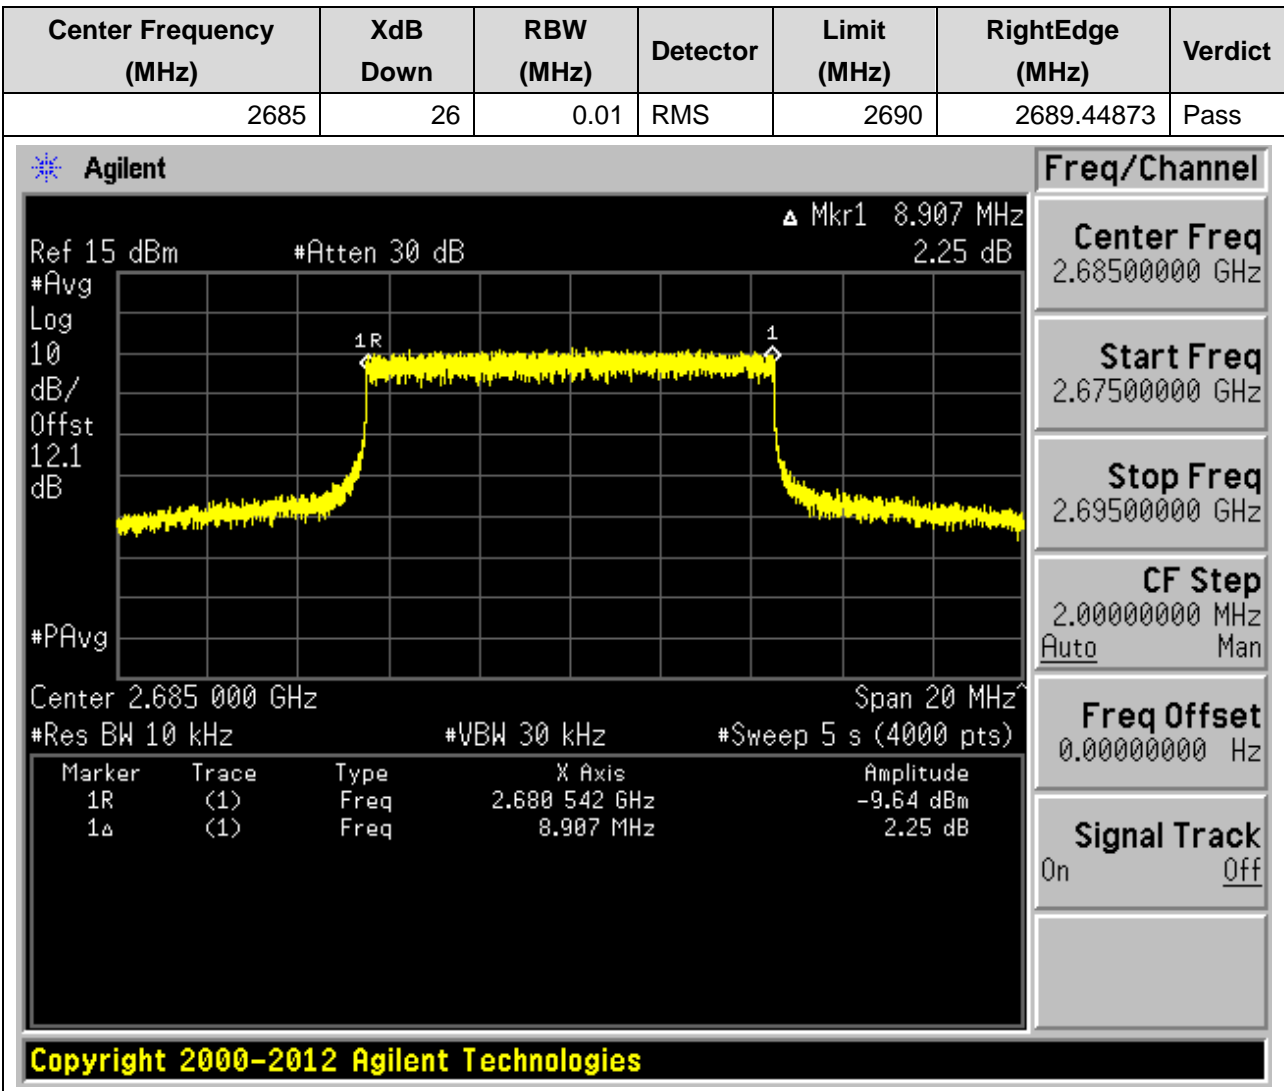 Center Frequency (MHz) XdB Down RBW (MHz) Detector Limit (MHz) RightEdge (MHz) Verdict
2685 26 0.01 RMS 2690 2689.44873 Pass
Agilent
Freq/Channel
Δ Mkr1 8.907 MHz
Ref 15 dBm #Atten 30 dB 2.25 dB
#Avg
Log
10
dB/
Offst
12.1
dB
#PAvg
1R
1
Center 2.685 000 GHz Span 20 MHz^
#Res BW 10 kHz #VBW 30 kHz #Sweep 5 s (4000 pts)
Marker Trace Type X Axis Amplitude
1R (1) Freq 2.680 542 GHz -9.64 dBm
1Δ (1) Freq 8.907 MHz 2.25 dB
Center Freq
2.68500000 GHz
Start Freq
2.67500000 GHz
Stop Freq
2.69500000 GHz
CF Step
2.00000000 MHz
Auto Man
Freq Offset
0.00000000 Hz
Signal Track
On Off
Copyright 2000-2012 Agilent Technologies